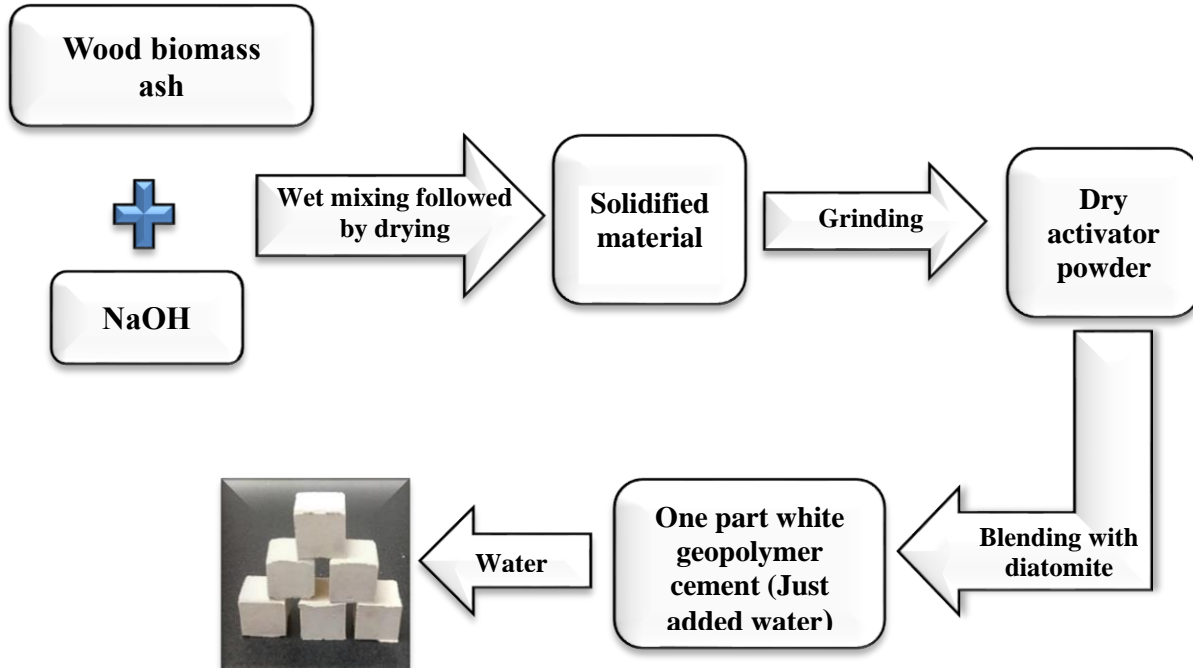 Wood biomass
ash
NaOH
Wet mixing followed
by drying
Solidified
material
Grinding
Dry
activator
powder
Blending with
diatomite
One part white
geopolymer
cement (Just
added water)
Water